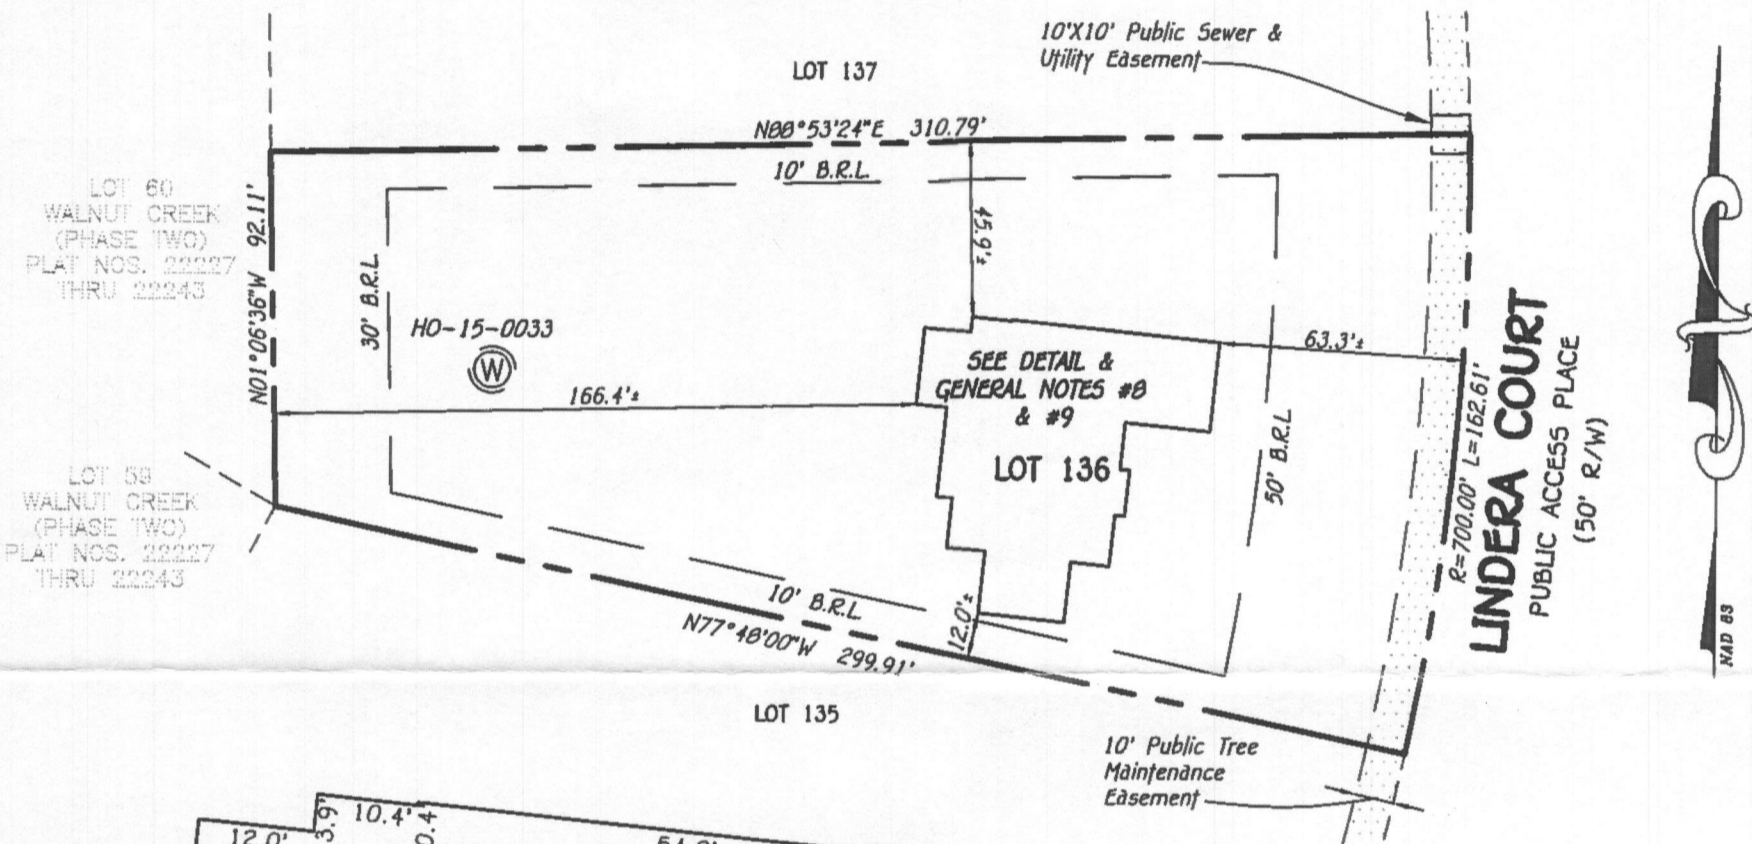 10'X10' Public Sewer &
Utility Easement
LOT 137
N88°53'24"E 310.79'
10' B.R.L.
LOT 60
WALNUT CREEK
(PHASE TWO)
PLAT NOS. 22227
THRU 22243
N01°06'36"W 92.11'
30' B.R.L.
HO-15-0033
W
45.9'±
166.4'±
63.3'±
SEE DETAIL &
GENERAL NOTES #8
& #9
LOT 136
50' B.R.L.
R=700.00' L=162.61'
LINDERA COURT
PUBLIC ACCESS PLACE
(50' R/W)
LOT 59
WALNUT CREEK
(PHASE TWO)
PLAT NOS. 22227
THRU 22243
10' B.R.L.
N77°48'00"W 299.91'
12.0'±
NAD 83
LOT 135
10' Public Tree
Maintenance
Easement
12.0'
3.9'
10.4'
0.4'